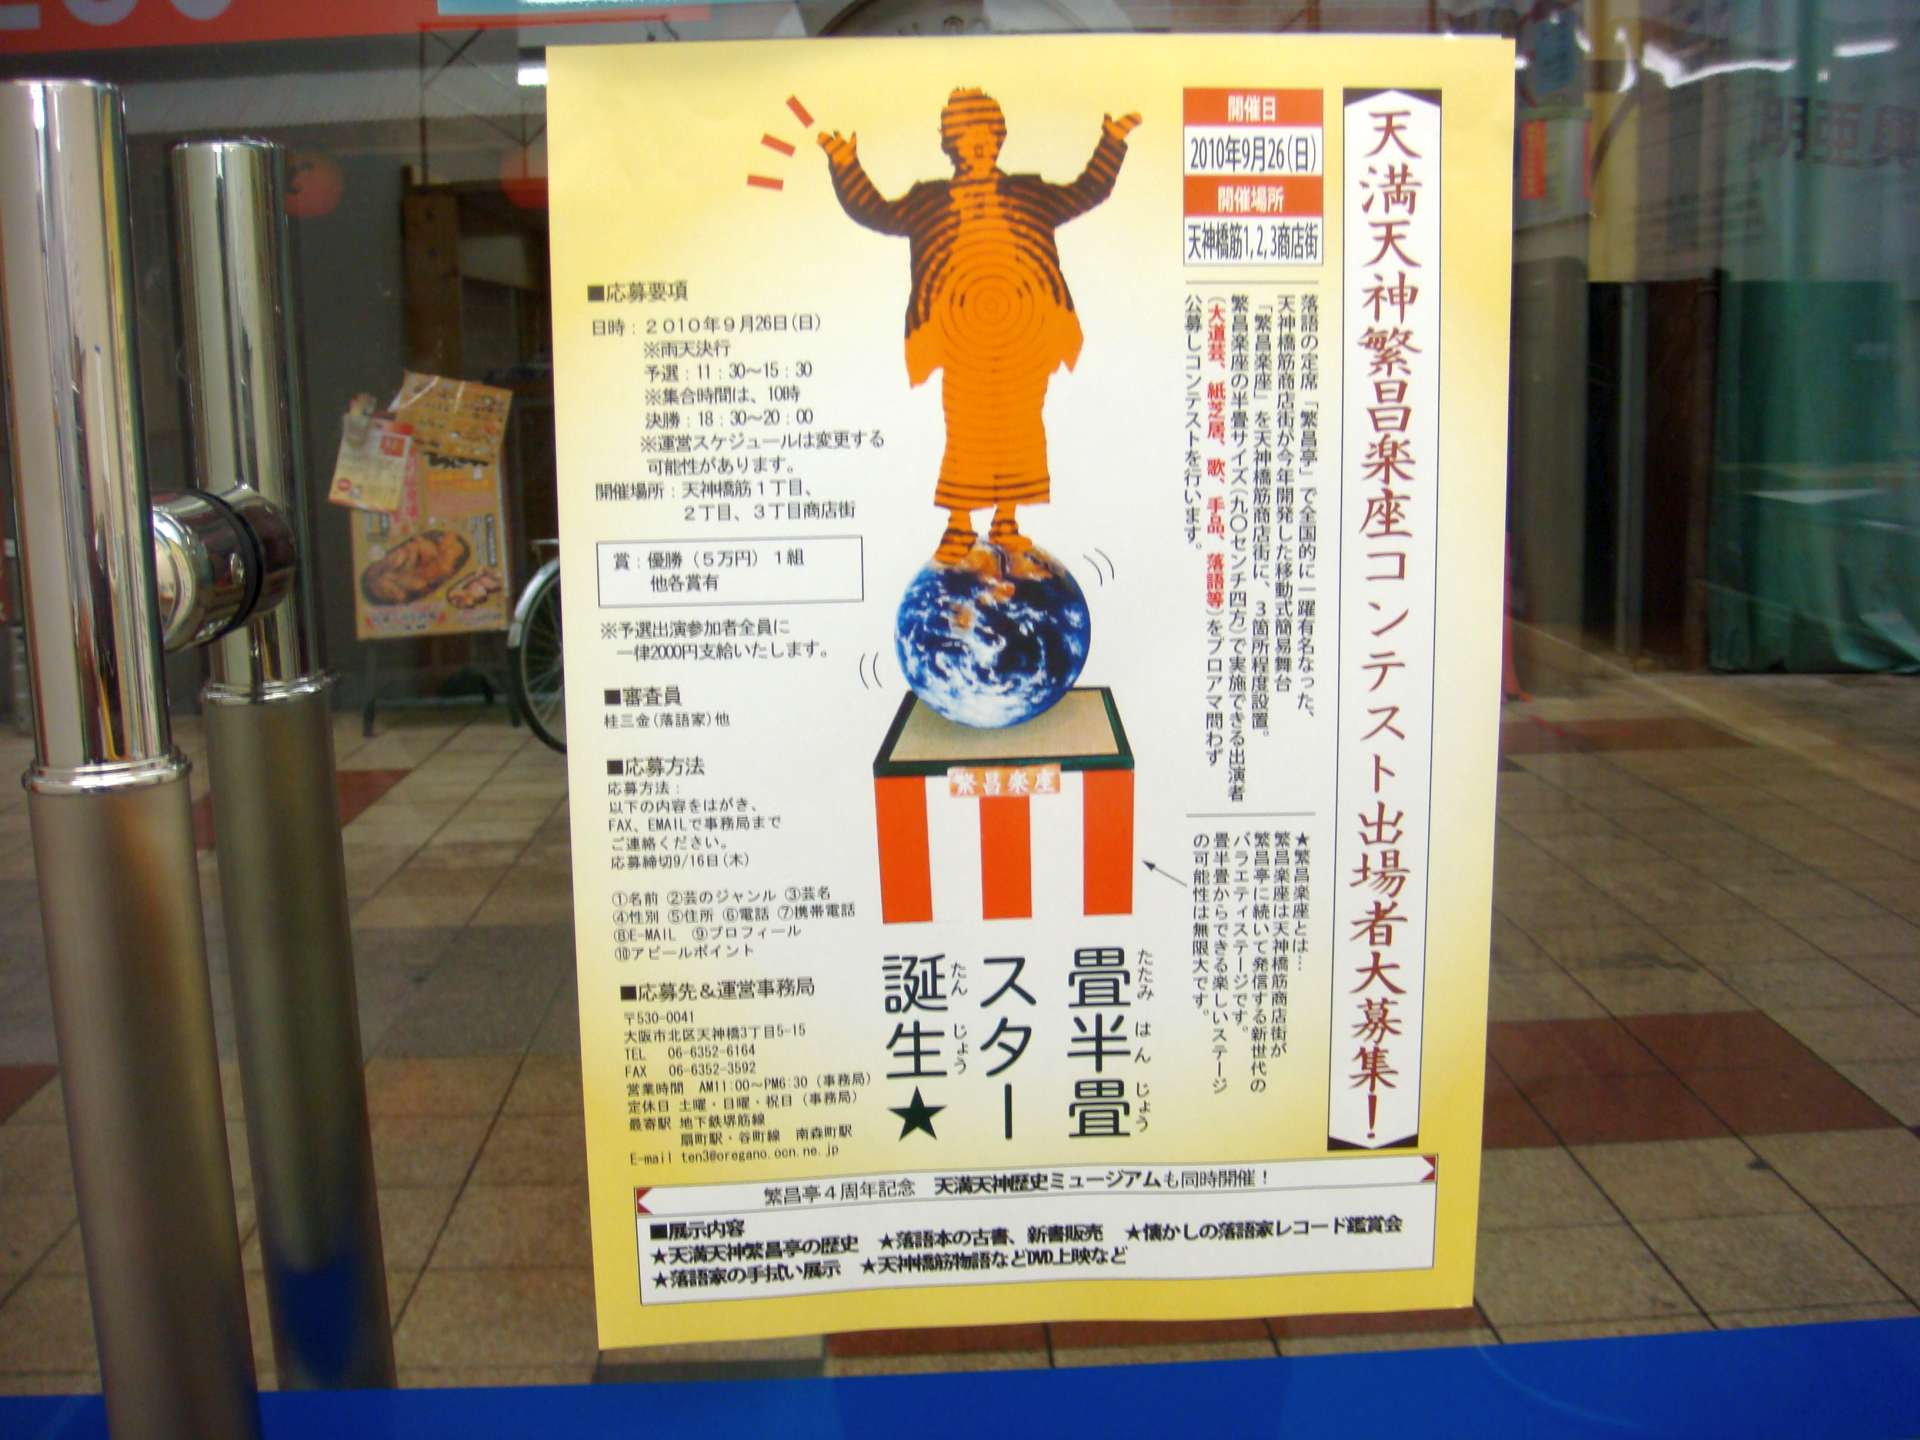 天満天神繁昌楽座コンテスト出場者大募集！
開催日
2010年9月26(日)
開催場所
天神橋筋1,2,3商店街
落語の定席「繁昌亭」で全国的に一躍有名なった、
天神橋筋商店街が今年開発した移動式簡易舞台
「繁昌楽座」を天神橋筋商店街に、3箇所程度設置。
繁昌楽座の半畳サイズ(九〇センチ四方)で実施できる出演者
(大道芸、紙芝居、歌、手品、落語等)をプロアマ問わず
公募しコンテストを行います。
★繁昌楽座とは…
繁昌楽座は天神橋筋商店街が
繁昌亭に続いて発信する新世代の
バラエティステージです。
畳半畳からできる楽しいステージ
の可能性は無限大です。
■応募要項
日時：２０１０年９月26日(日)
※雨天決行
予選：11：30〜15：30
※集合時間は、10時
決勝：18：30〜20：00
※運営スケジュールは変更する
可能性があります。
開催場所：天神橋筋１丁目、
２丁目、３丁目商店街
賞：優勝（５万円）１組
他各賞有
※予選出演参加者全員に
一律2000円支給いたします。
■審査員
桂三金(落語家)他
■応募方法
応募方法：
以下の内容をはがき、
FAX、EMAILで事務局まで
ご連絡ください。
応募締切9/16日(木)
①名前 ②芸のジャンル ③芸名
④性別 ⑤住所 ⑥電話 ⑦携帯電話
⑧E-MAIL ⑨プロフィール
⑩アピールポイント
■応募先＆運営事務局
〒530-0041
大阪市北区天神橋3丁目5-15
TEL 06-6352-6164
FAX 06-6352-3592
営業時間 AM11:00〜PM6:30 (事務局)
定休日 土曜・日曜・祝日 (事務局)
最寄駅 地下鉄堺筋線
扇町駅・谷町線 南森町駅
E-mail ten3@oregano.ocn.ne.jp
繁昌楽座
畳半畳
たたみ はん じょう
スター
誕生★
たん じょう
繁昌亭４周年記念 天満天神歴史ミュージアムも同時開催！
■展示内容
★天満天神繁昌亭の歴史 ★落語本の古書、新書販売 ★懐かしの落語家レコード鑑賞会
★落語家の手拭い展示 ★天神橋筋物語などDVD上映など